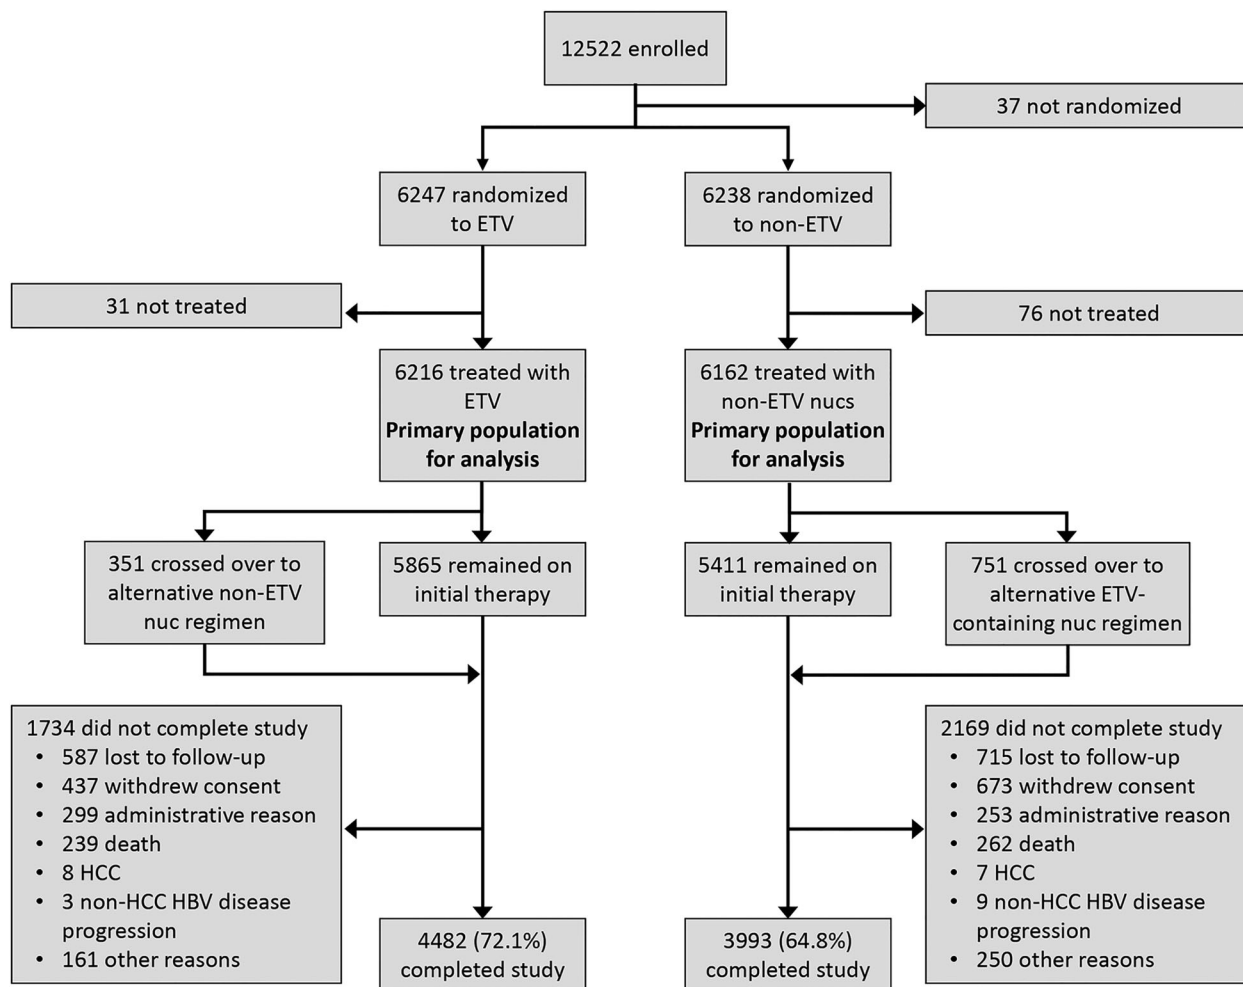 12522 enrolled
37 not randomized
6247 randomized
to ETV
6238 randomized
to non-ETV
31 not treated
76 not treated
6216 treated with
ETV
Primary population
for analysis
6162 treated with
non-ETV nucs
Primary population
for analysis
351 crossed over to
alternative non-ETV
nuc regimen
5865 remained on
initial therapy
5411 remained on
initial therapy
751 crossed over to
alternative ETV-
containing nuc regimen
1734 did not complete study
• 587 lost to follow-up
• 437 withdrew consent
• 299 administrative reason
• 239 death
• 8 HCC
• 3 non-HCC HBV disease
progression
• 161 other reasons
2169 did not complete study
• 715 lost to follow-up
• 673 withdrew consent
• 253 administrative reason
• 262 death
• 7 HCC
• 9 non-HCC HBV disease
progression
• 250 other reasons
4482 (72.1%)
completed study
3993 (64.8%)
completed study